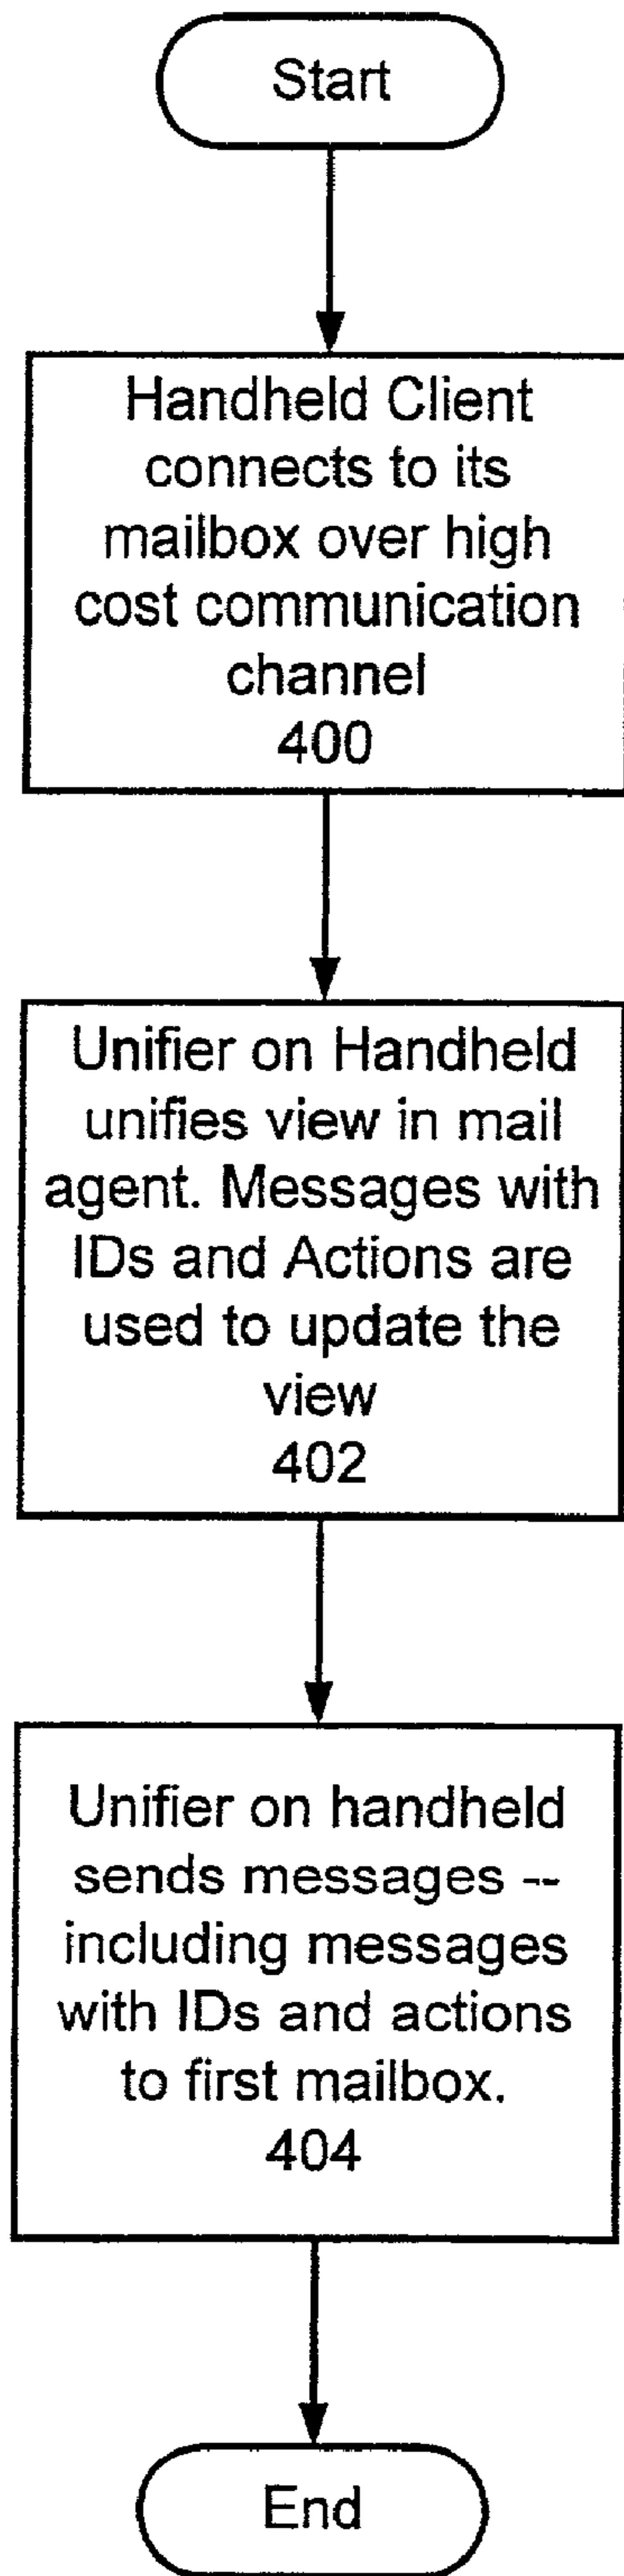 Start
Handheld Client
connects to its
mailbox over high
cost communication
channel
400
Unifier on Handheld
unifies view in mail
agent. Messages with
IDs and Actions are
used to update the
view
402
Unifier on handheld
sends messages --
including messages
with IDs and actions
to first mailbox.
404
End